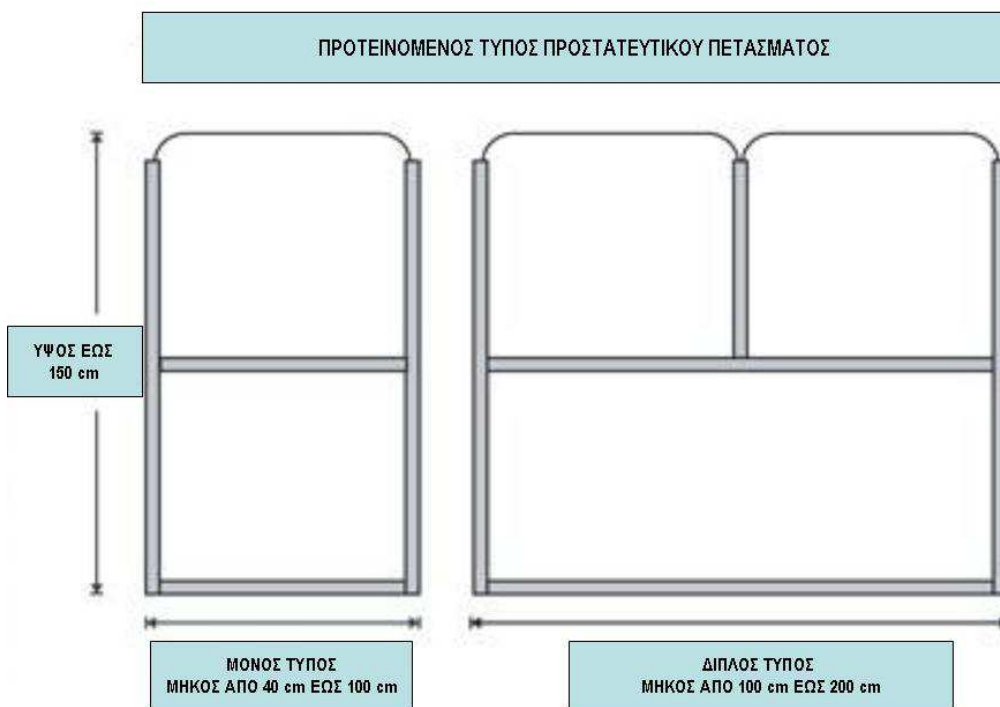 ΠΡΟΤΕΙΝΟΜΕΝΟΣ ΤΥΠΟΣ ΠΡΟΣΤΑΤΕΥΤΙΚΟΥ ΠΕΤΑΣΜΑΤΟΣ
ΥΨΟΣ ΕΩΣ
150 cm
ΜΟΝΟΣ ΤΥΠΟΣ
ΜΗΚΟΣ ΑΠΟ 40 cm ΕΩΣ 100 cm
ΔΙΠΛΟΣ ΤΥΠΟΣ
ΜΗΚΟΣ ΑΠΟ 100 cm ΕΩΣ 200 cm